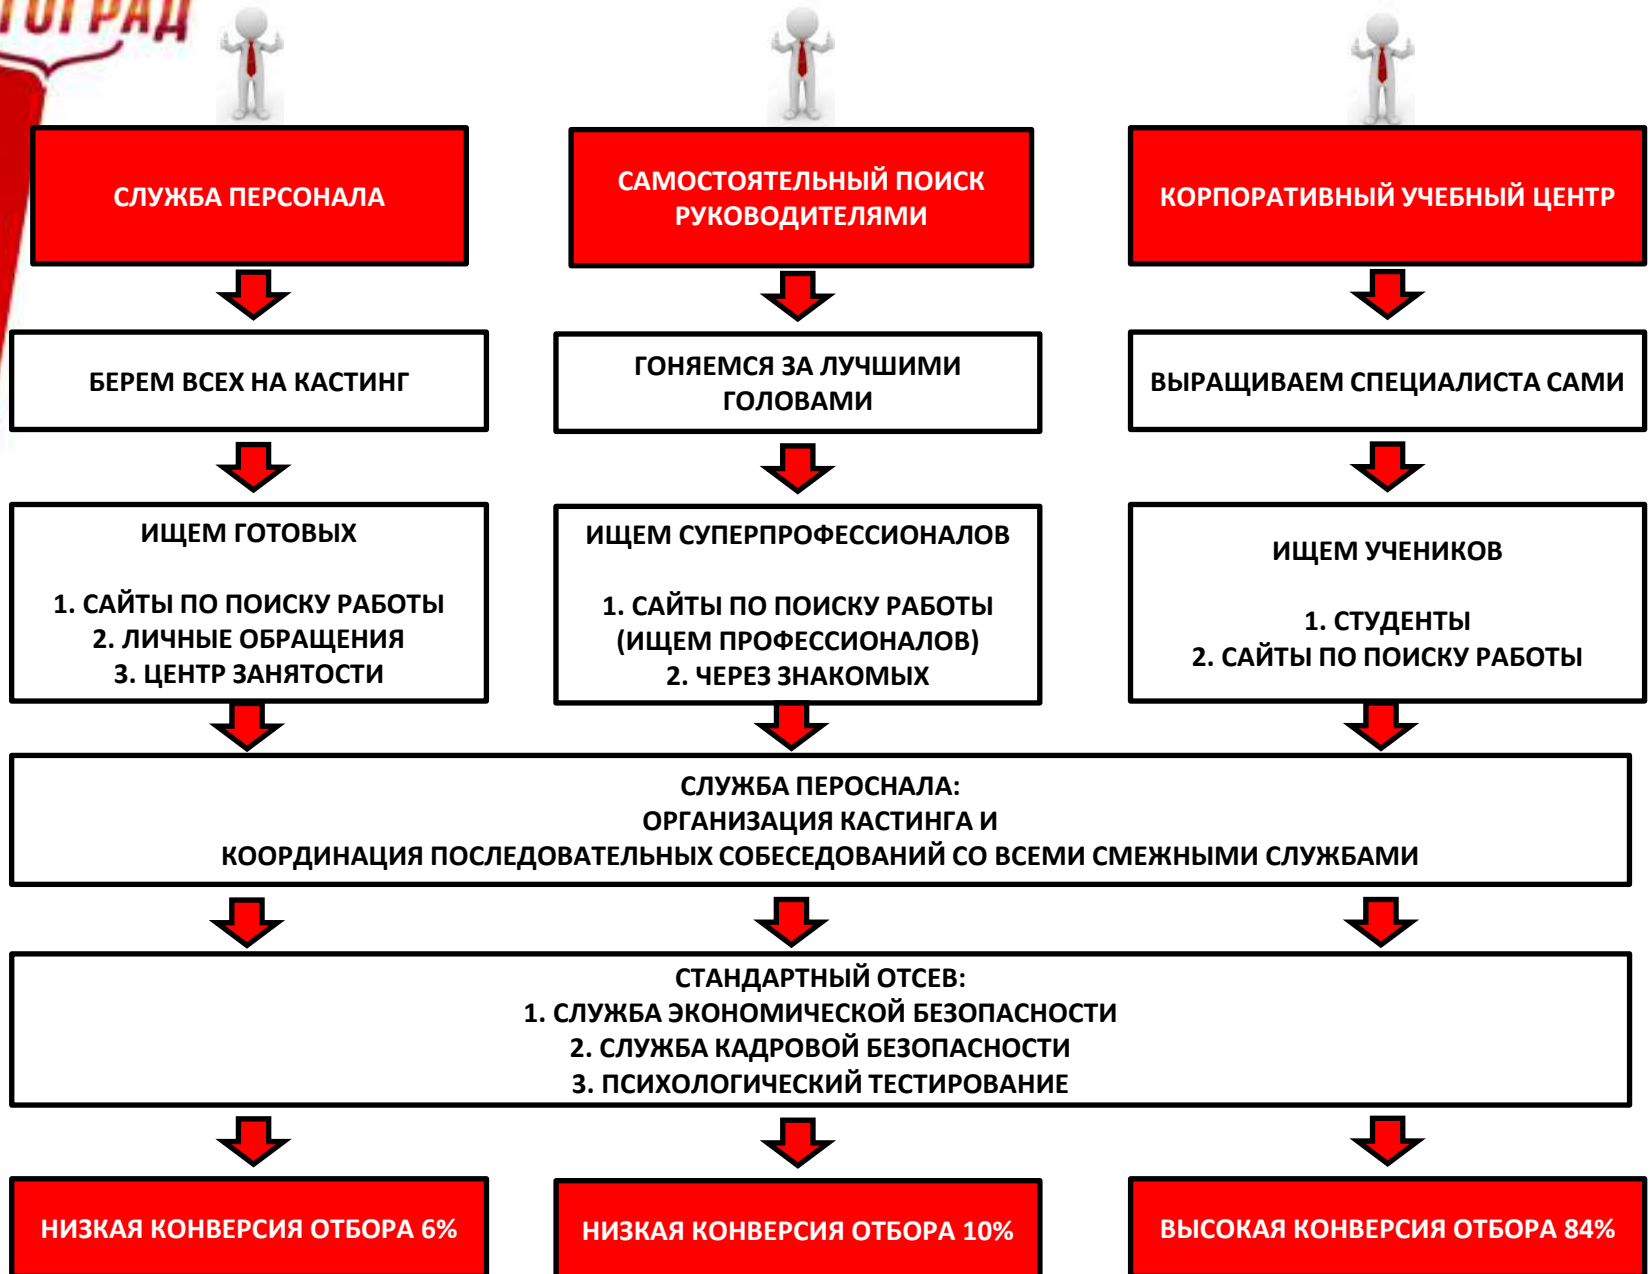 СЛУЖБА ПЕРСОНАЛА
САМОСТОЯТЕЛЬНЫЙ ПОИСК
РУКОВОДИТЕЛЯМИ
КОРПОРАТИВНЫЙ УЧЕБНЫЙ ЦЕНТР
БЕРЕМ ВСЕХ НА КАСТИНГ
ГОНЯЕМСЯ ЗА ЛУЧШИМИ
ГОЛОВАМИ
ВЫРАЩИВАЕМ СПЕЦИАЛИСТА САМИ
ИЩЕМ ГОТОВЫХ
1. САЙТЫ ПО ПОИСКУ РАБОТЫ
2. ЛИЧНЫЕ ОБРАЩЕНИЯ
3. ЦЕНТР ЗАНЯТОСТИ
ИЩЕМ СУПЕРПРОФЕССИОНАЛОВ
1. САЙТЫ ПО ПОИСКУ РАБОТЫ
(ИЩЕМ ПРОФЕССИОНАЛОВ)
2. ЧЕРЕЗ ЗНАКОМЫХ
ИЩЕМ УЧЕНИКОВ
1. СТУДЕНТЫ
2. САЙТЫ ПО ПОИСКУ РАБОТЫ
СЛУЖБА ПЕРОСНАЛА:
ОРГАНИЗАЦИЯ КАСТИНГА И
КООРДИНАЦИЯ ПОСЛЕДОВАТЕЛЬНЫХ СОБЕСЕДОВАНИЙ СО ВСЕМИ СМЕЖНЫМИ СЛУЖБАМИ
СТАНДАРТНЫЙ ОТСЕВ:
1. СЛУЖБА ЭКОНОМИЧЕСКОЙ БЕЗОПАСНОСТИ
2. СЛУЖБА КАДРОВОЙ БЕЗОПАСНОСТИ
3. ПСИХОЛОГИЧЕСКИЙ ТЕСТИРОВАНИЕ
НИЗКАЯ КОНВЕРСИЯ ОТБОРА 6%
НИЗКАЯ КОНВЕРСИЯ ОТБОРА 10%
ВЫСОКАЯ КОНВЕРСИЯ ОТБОРА 84%